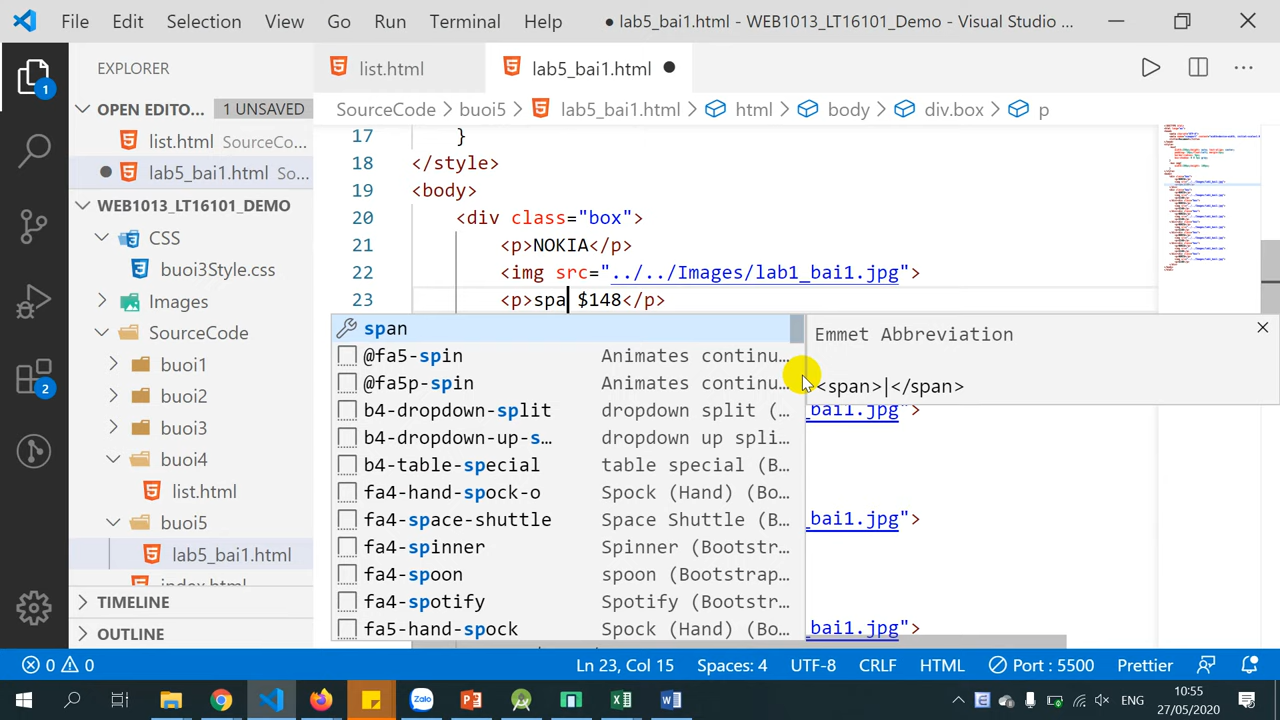 File Edit Selection View Go Run Terminal Help ● lab5_bai1.html - WEB1013_LT16101_Demo - Visual Studio ...
EXPLORER
OPEN EDITO... 1 UNSAVED
list.html SourceCo...
lab5_bai1.html So...
WEB1013_LT16101_DEMO
CSS
buoi3Style.css
Images
SourceCode
buoi1
buoi2
buoi3
buoi4
list.html
buoi5
lab5_bai1.html
index.html
TIMELINE
OUTLINE
1
2
list.html lab5_bai1.html ●
SourceCode > buoi5 > lab5_bai1.html > html > body > div.box > p
17 }
18 </style>
19 <body>
20 <div class="box">
21 <p>NOKIA</p>
22 <img src="../../Images/lab1_bai1.jpg">
23 <p>spa $148</p>
span
@fa5-spin Animates continu...
@fa5p-spin Animates continu...
b4-dropdown-split dropdown split (...
b4-dropdown-up-s... dropdown up spli...
b4-table-special table special (B...
fa4-hand-spock-o Spock (Hand) (Bo...
fa4-space-shuttle Space Shuttle (B...
fa4-spinner Spinner (Bootstr...
fa4-spoon spoon (Bootstrap...
fa4-spotify Spotify (Bootstr...
fa5-hand-spock Spock (Hand) (Bo...
Emmet Abbreviation
<span>|</span>
_bai1.jpg">
_bai1.jpg">
_bai1.jpg">
0 0 Ln 23, Col 15 Spaces: 4 UTF-8 CRLF HTML Port : 5500 Prettier
Zalo ENG 10:55
27/05/2020